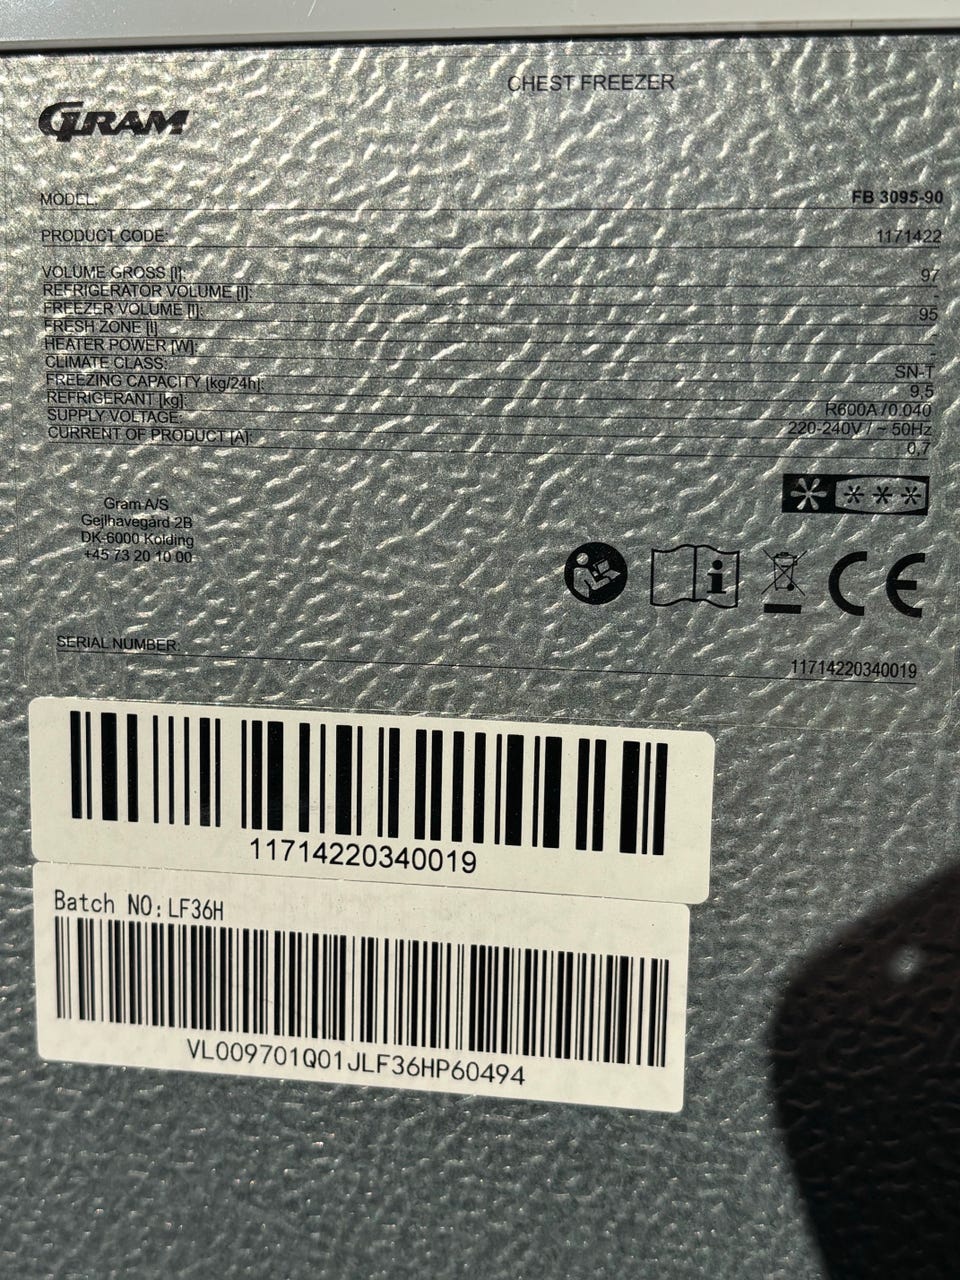 CHEST FREEZER
GRAM
MODEL: FB 3095-90
PRODUCT CODE: 1171422
VOLUME GROSS [l]: 97
REFRIGERATOR VOLUME [l]: -
FREEZER VOLUME [l]: 95
FRESH ZONE [l] -
HEATER POWER [W]: -
CLIMATE CLASS: SN-T
FREEZING CAPACITY [kg/24h]: 9,5
REFRIGERANT [kg]: R600A / 0.040
SUPPLY VOLTAGE: 220-240V / ~ 50Hz
CURRENT OF PRODUCT [A]: 0,7
Gram A/S
Gejlhavegård 2B
DK-6000 Kolding
+45 73 20 10 00
CE
SERIAL NUMBER: 11714220340019
11714220340019
Batch NO: LF36H
VL009701Q01JLF36HP60494